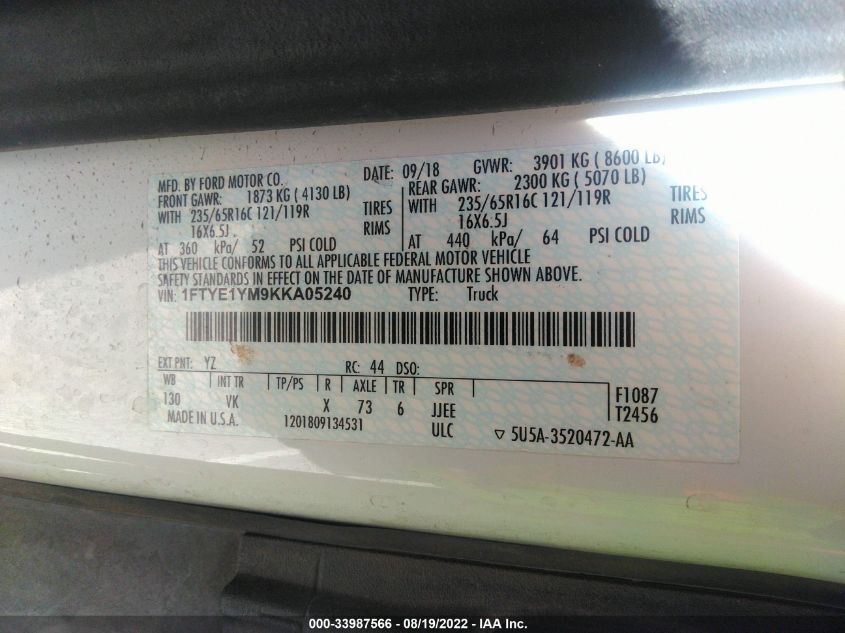 MFD. BY FORD MOTOR CO. DATE: 09/18 GVWR: 3901 KG ( 8600 LB)
FRONT GAWR: 1873 KG ( 4130 LB) REAR GAWR: 2300 KG ( 5070 LB)
WITH 235/65R16C 121/119R TIRES WITH 235/65R16C 121/119R TIRES
16X6.5J RIMS 16X6.5J RIMS
AT 360 kPa/ 52 PSI COLD AT 440 kPa/ 64 PSI COLD
THIS VEHICLE CONFORMS TO ALL APPLICABLE FEDERAL MOTOR VEHICLE
SAFETY STANDARDS IN EFFECT ON THE DATE OF MANUFACTURE SHOWN ABOVE.
VIN: 1FTYE1YM9KKA05240 TYPE: Truck
EXT PNT: YZ RC: 44 DSO:
WB INT TR TP/PS R AXLE TR SPR F1087
130 VK X 73 6 JJEE T2456
MADE IN U.S.A. 1201809134531 ULC ▽ 5U5A-3520472-AA
000-33987566 - 08/19/2022 - IAA Inc.